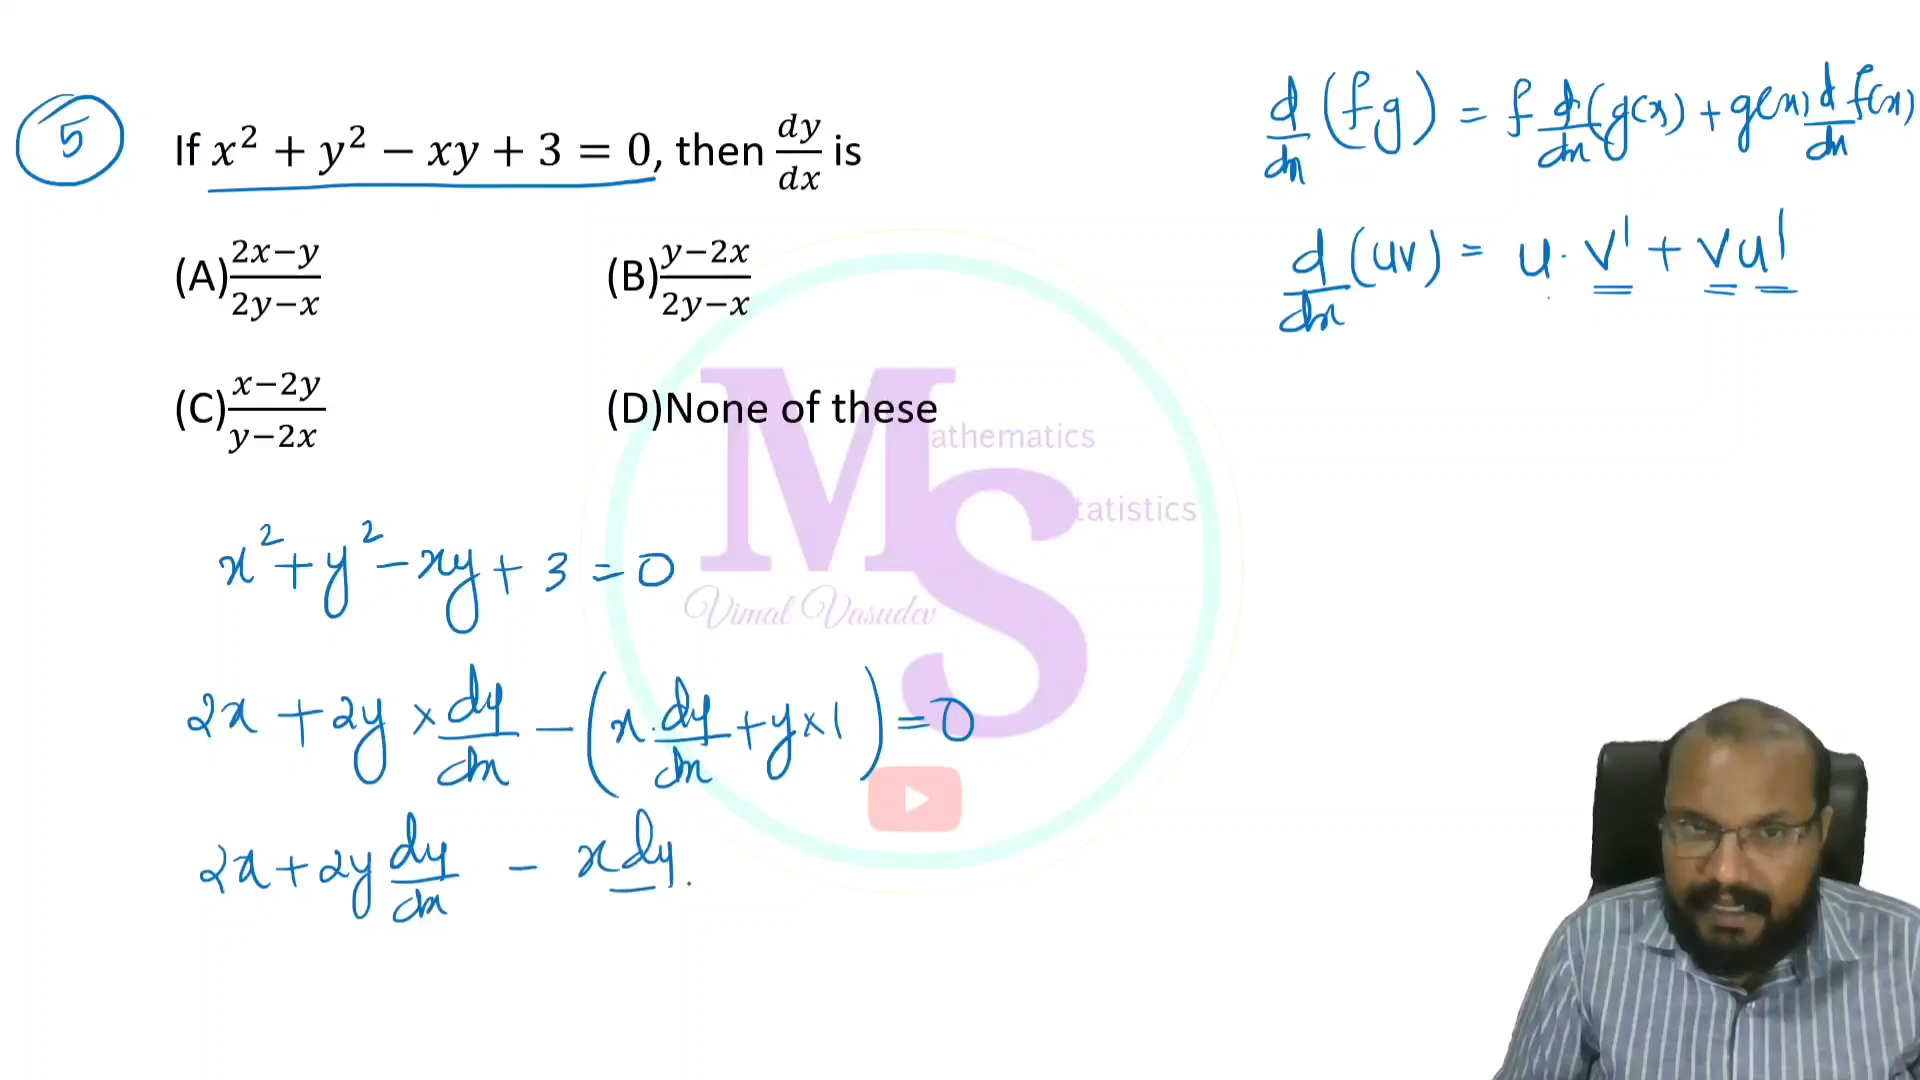 5
If x² + y² − xy + 3 = 0, then dy/dx is
(A) (2x−y)/(2y−x) (B) (y−2x)/(2y−x)
(C) (x−2y)/(y−2x) (D)None of these
d/dx (fg) = f d/dx (g(x)) + g(x) d/dx f(x)
d/dx (uv) = u · v' + vu'
x² + y² − xy + 3 = 0
2x + 2y × dy/dx − (x · dy/dx + y×1) = 0
2x + 2y dy/dx − x dy
MS
athematics
tatistics
Vimal Vasudev